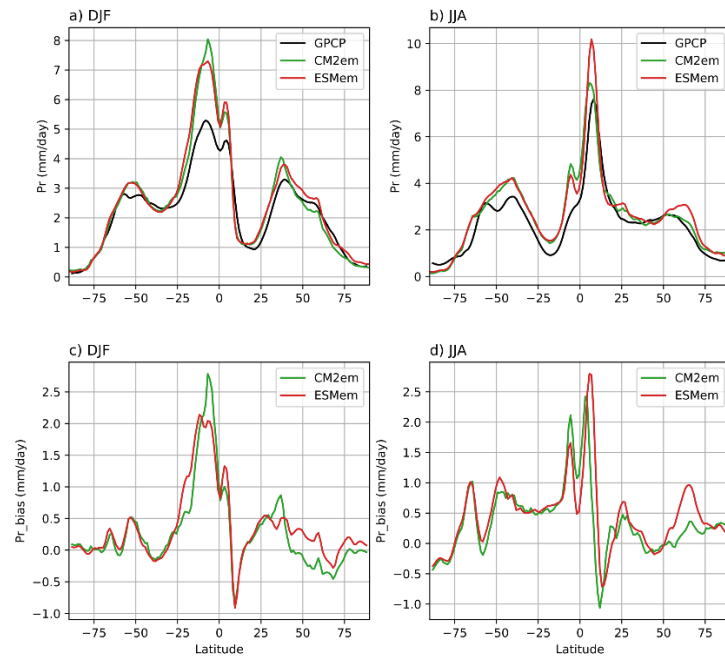 a) DJF
8
7
6
5
4
3
2
1
0
Pr (mm/day)
GPCP
CM2em
ESMem
−75 −50 −25 0 25 50 75
b) JJA
10
8
6
4
2
0
Pr (mm/day)
GPCP
CM2em
ESMem
−75 −50 −25 0 25 50 75
c) DJF
2.5
2.0
1.5
1.0
0.5
0.0
−0.5
−1.0
Pr_bias (mm/day)
CM2em
ESMem
−75 −50 −25 0 25 50 75
Latitude
d) JJA
2.5
2.0
1.5
1.0
0.5
0.0
−0.5
−1.0
Pr_bias (mm/day)
CM2em
ESMem
−75 −50 −25 0 25 50 75
Latitude